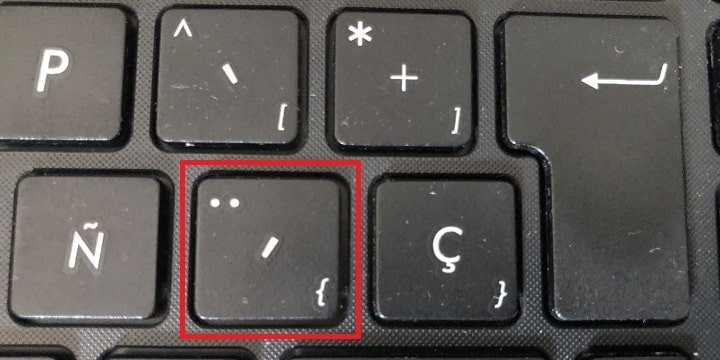 P ^ ` [ * + ]
Ñ ¨ ´ { Ç }